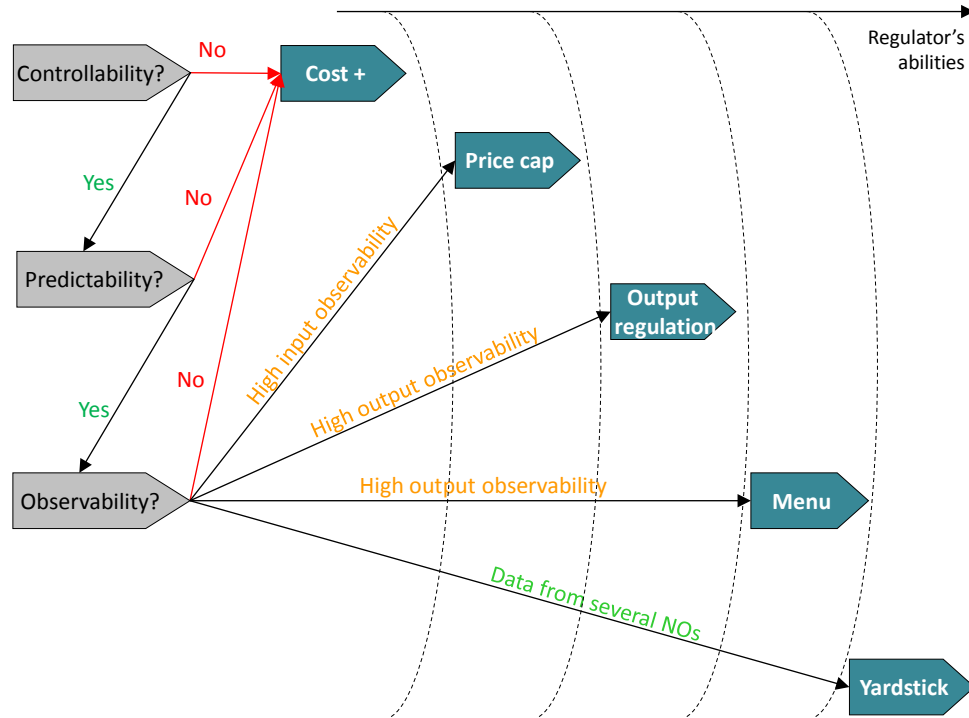 Regulator's
abilities
No
Controllability?
Cost +
Price cap
Yes
No
High input observability
Predictability?
Output
regulation
High output observability
No
Yes
High output observability
Observability?
Menu
Data from several NOs
Yardstick